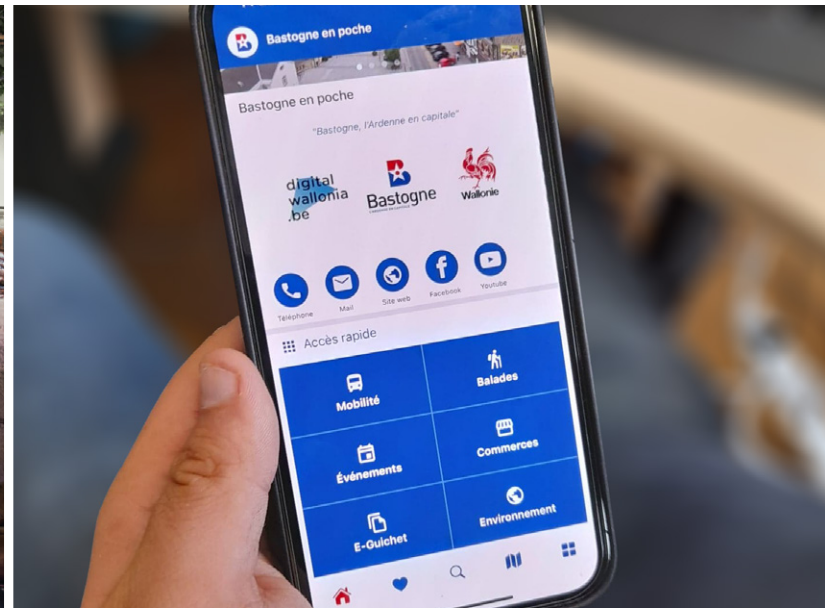 Bastogne en poche
Bastogne en poche
"Bastogne, l'Ardenne en capitale"
digital
wallonia
.be
Bastogne
Wallonie
Téléphone
Mail
Site web
Facebook
Youtube
Accès rapide
Mobilité
Balades
Événements
Commerces
E-Guichet
Environnement